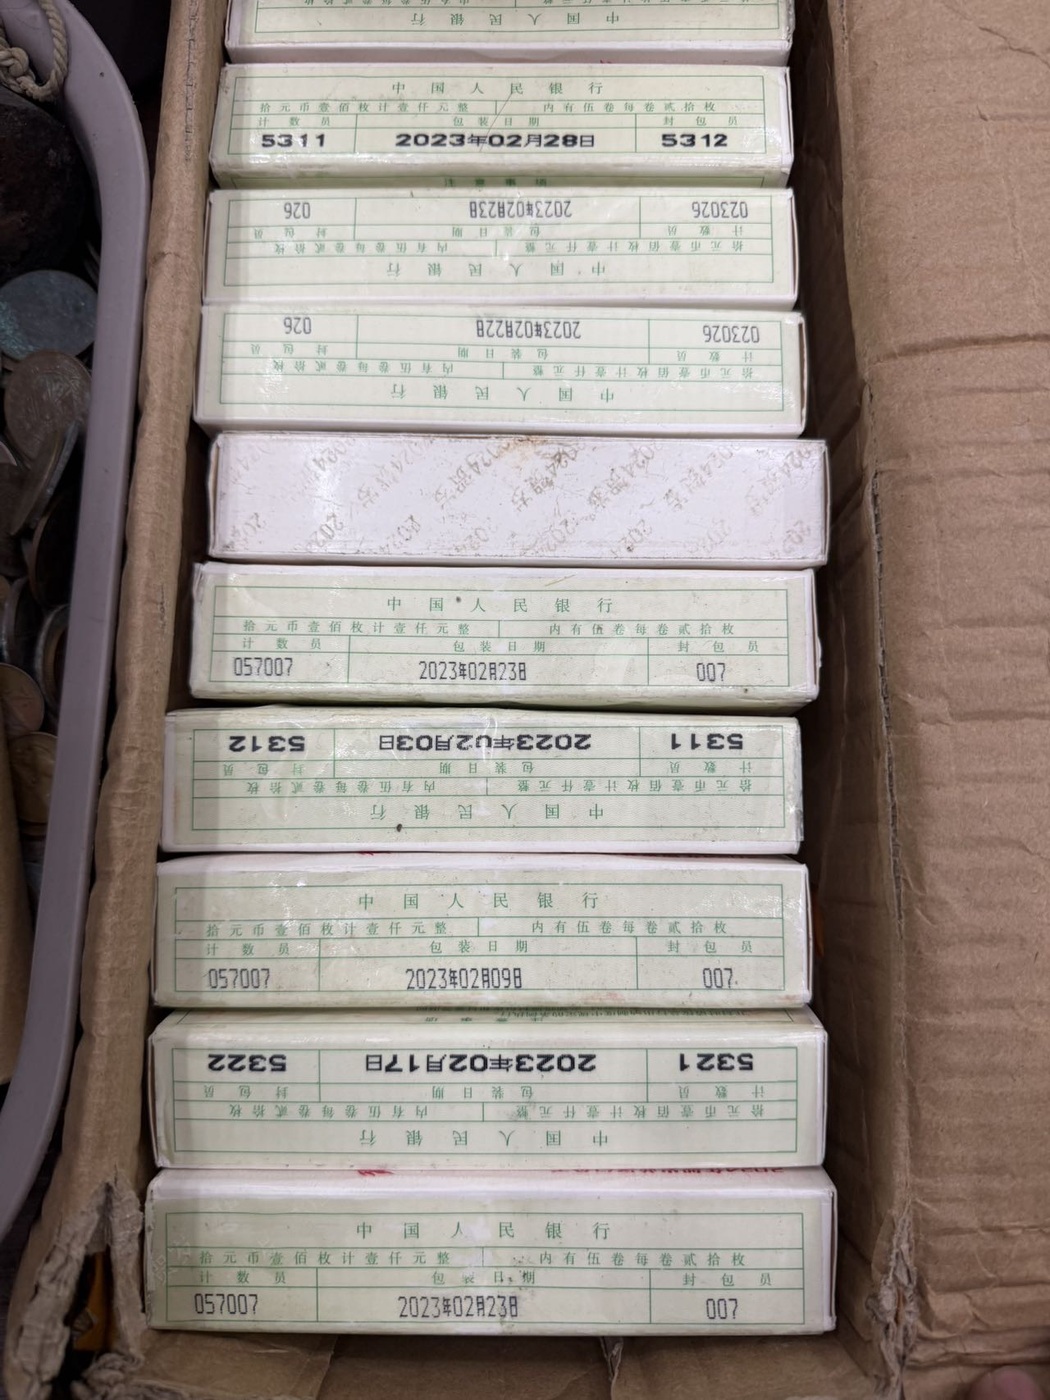 中国人民银行
中国人民银行
拾元币壹佰枚计壹仟元整 内有伍卷每卷贰拾枚
计数员 包装日期 封包员
5311 2023年02月28日 5312
中国人民银行
拾元币壹佰枚计壹仟元整 内有伍卷每卷贰拾枚
计数员 包装日期 封包员
023026 2023年02月23日 026
中国人民银行
拾元币壹佰枚计壹仟元整 内有伍卷每卷贰拾枚
计数员 包装日期 封包员
023026 2023年02月22日 026
中国人民银行
拾元币壹佰枚计壹仟元整 内有伍卷每卷贰拾枚
计数员 包装日期 封包员
057007 2023年02月23日 007
中国人民银行
拾元币壹佰枚计壹仟元整 内有伍卷每卷贰拾枚
计数员 包装日期 封包员
5311 2023年02月03日 5312
中国人民银行
拾元币壹佰枚计壹仟元整 内有伍卷每卷贰拾枚
计数员 包装日期 封包员
057007 2023年02月09日 007
中国人民银行
拾元币壹佰枚计壹仟元整 内有伍卷每卷贰拾枚
计数员 包装日期 封包员
5321 2023年02月17日 5322
中国人民银行
拾元币壹佰枚计壹仟元整 内有伍卷每卷贰拾枚
计数员 包装日期 封包员
057007 2023年02月23日 007